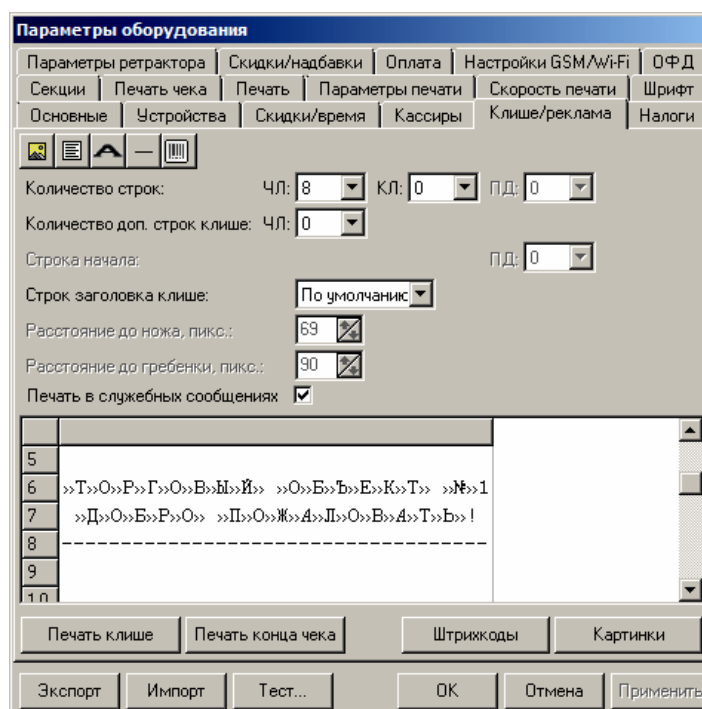 Параметры оборудования
Параметры ретрактора Скидки/надбавки Оплата Настройки GSM/Wi-Fi ОФД
Секции Печать чека Печать Параметры печати Скорость печати Шрифт
Основные Устройства Скидки/время Кассиры Клише/реклама Налоги
Количество строк: ЧЛ: 8 КЛ: 0 ПД: 0
Количество доп. строк клише: ЧЛ: 0
Строка начала: ПД: 0
Строк заголовка клише: По умолчанию
Расстояние до ножа, пикс.: 69
Расстояние до гребенки, пикс.: 90
Печать в служебных сообщениях
5
6 »Т»О»Р»Г»О»В»Ы»Й» »О»Б»Ъ»Е»К»Т» »№»1
7 »Д»О»Б»Р»О» »П»О»Ж»А»Л»О»В»А»Т»Ь»!
8 ------------------------------------
9
10
Печать клише Печать конца чека Штрихкоды Картинки
Экспорт Импорт Тест... ОК Отмена Применить